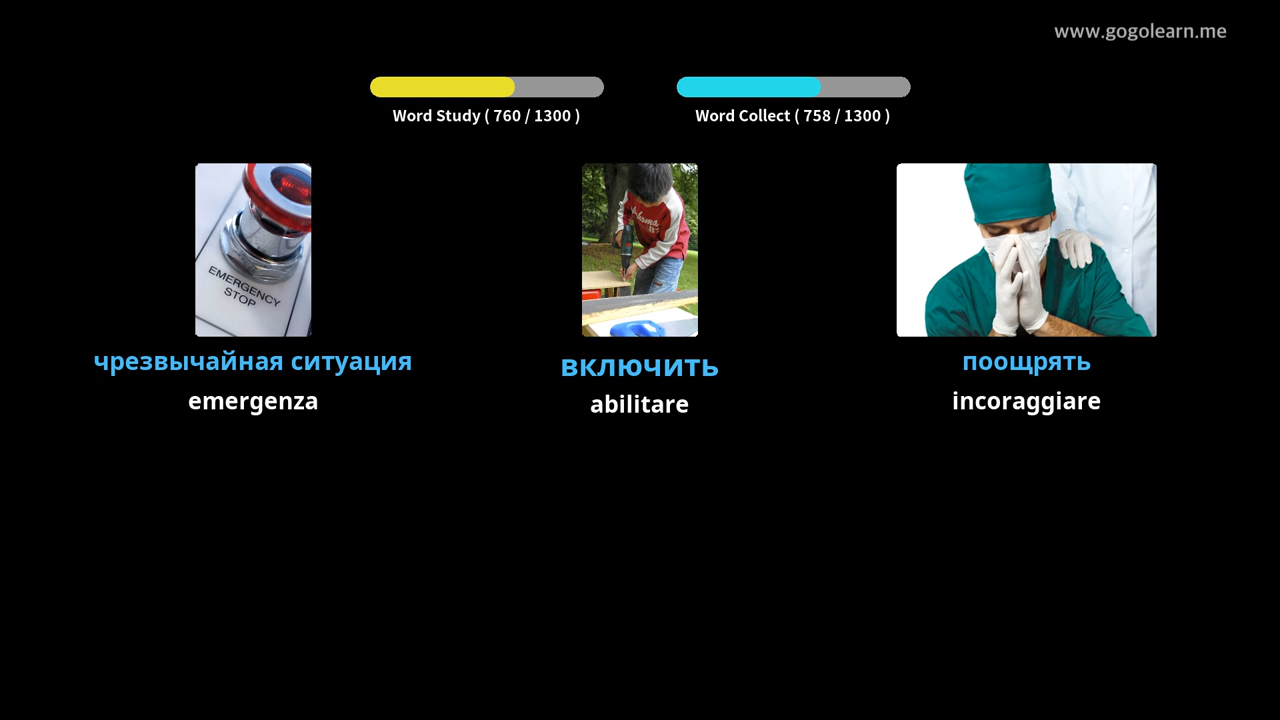 www.gogolearn.me
Word Study ( 760 / 1300 )
Word Collect ( 758 / 1300 )
EMERGENCY
STOP
чрезвычайная ситуация
включить
поощрять
emergenza
abilitare
incoraggiare